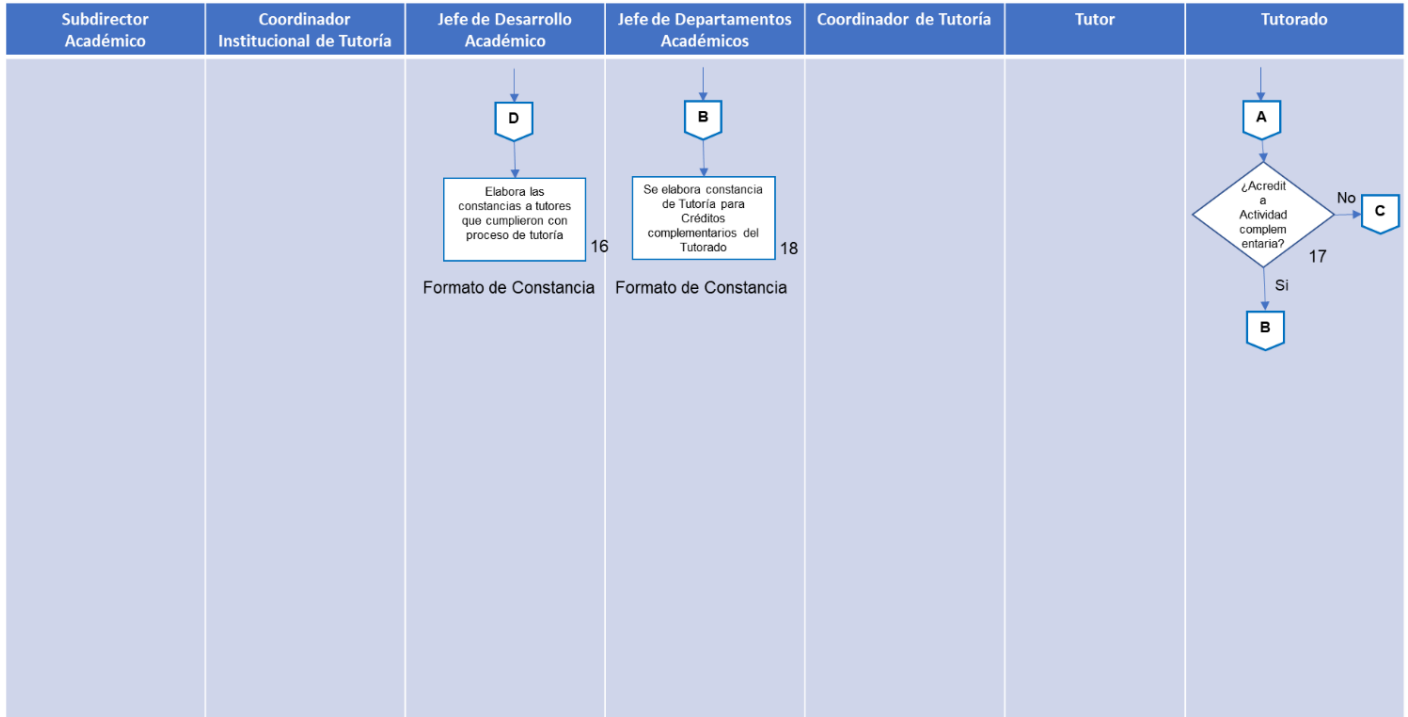 Subdirector
Académico
Coordinador
Institucional de Tutoría
Jefe de Desarrollo
Académico
Jefe de Departamentos
Académicos
Coordinador de Tutoría
Tutor
Tutorado
D
Elabora las
constancias a tutores
que cumplieron con
proceso de tutoría
16
Formato de Constancia
B
Se elabora constancia
de Tutoría para
Créditos
complementarios del
Tutorado
18
Formato de Constancia
A
¿Acredit
a
Actividad
complem
entaria?
17
No
C
Si
B